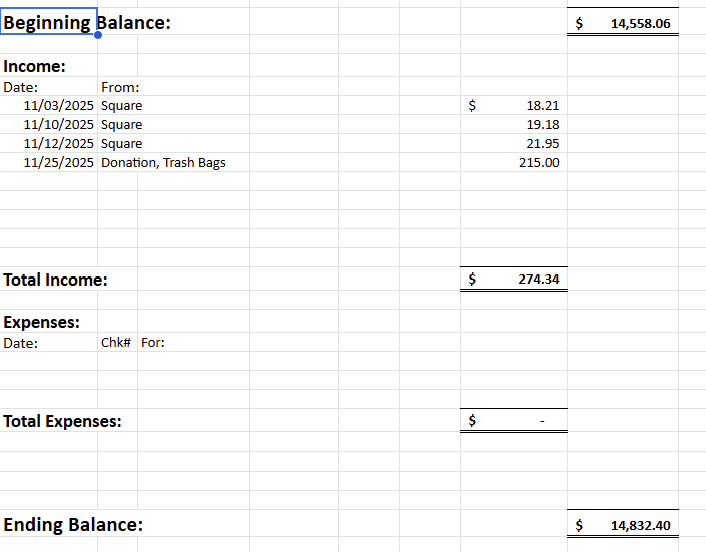 Beginning Balance: $ 14,558.06
Income:
Date: From:
11/03/2025 Square $ 18.21
11/10/2025 Square 19.18
11/12/2025 Square 21.95
11/25/2025 Donation, Trash Bags 215.00
Total Income: $ 274.34
Expenses:
Date: Chk# For:
Total Expenses: $ -
Ending Balance: $ 14,832.40